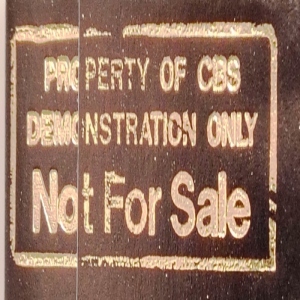 PROPERTY OF CBS
DEMONSTRATION ONLY
Not For Sale